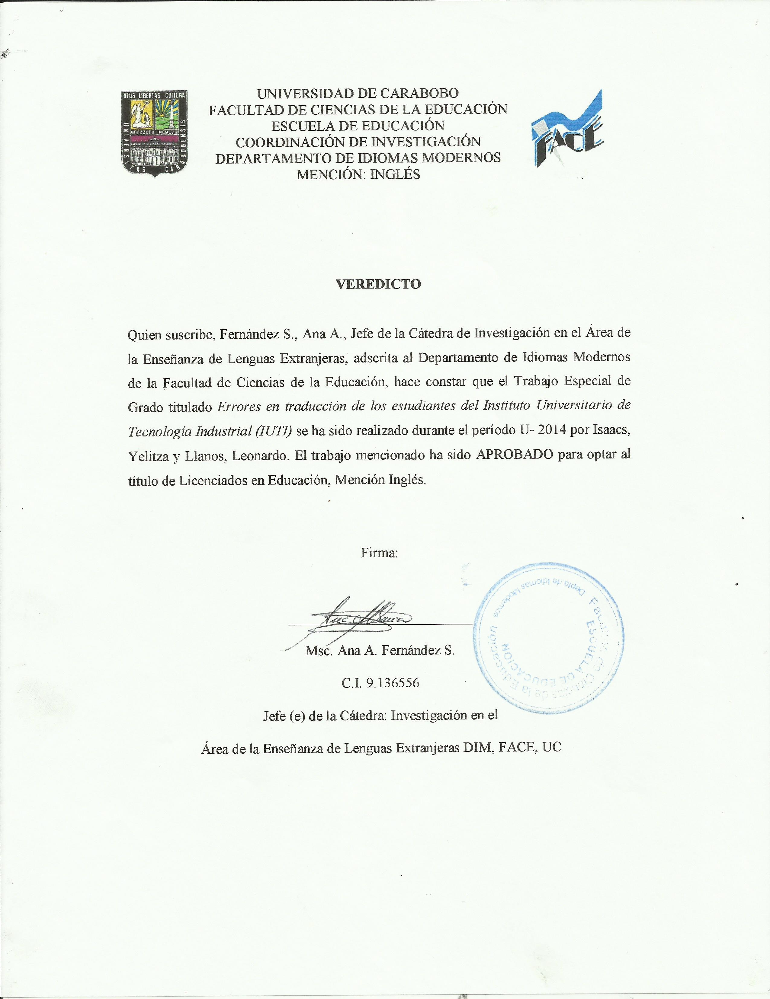 DEUS LIBERTAS CULTURA
UNIVERSITAS CARABOBENSIS
MDCCCXCII - MCMLVIII
UNIVERSIDAD DE CARABOBO
FACULTAD DE CIENCIAS DE LA EDUCACIÓN
ESCUELA DE EDUCACIÓN
COORDINACIÓN DE INVESTIGACIÓN
DEPARTAMENTO DE IDIOMAS MODERNOS
MENCIÓN: INGLÉS
FACE
VEREDICTO
Quien suscribe, Fernández S., Ana A., Jefe de la Cátedra de Investigación en el Área de
la Enseñanza de Lenguas Extranjeras, adscrita al Departamento de Idiomas Modernos
de la Facultad de Ciencias de la Educación, hace constar que el Trabajo Especial de
Grado titulado Errores en traducción de los estudiantes del Instituto Universitario de
Tecnología Industrial (IUTI) se ha sido realizado durante el período U- 2014 por Isaacs,
Yelitza y Llanos, Leonardo. El trabajo mencionado ha sido APROBADO para optar al
título de Licenciados en Educación, Mención Inglés.
Firma:
Msc. Ana A. Fernández S.
C.I. 9.136556
Jefe (e) de la Cátedra: Investigación en el
Área de la Enseñanza de Lenguas Extranjeras DIM, FACE, UC
Facultad de Ciencias de la Educación
ESCUELA DE EDUCACION
Depto de Idiomas Modernos